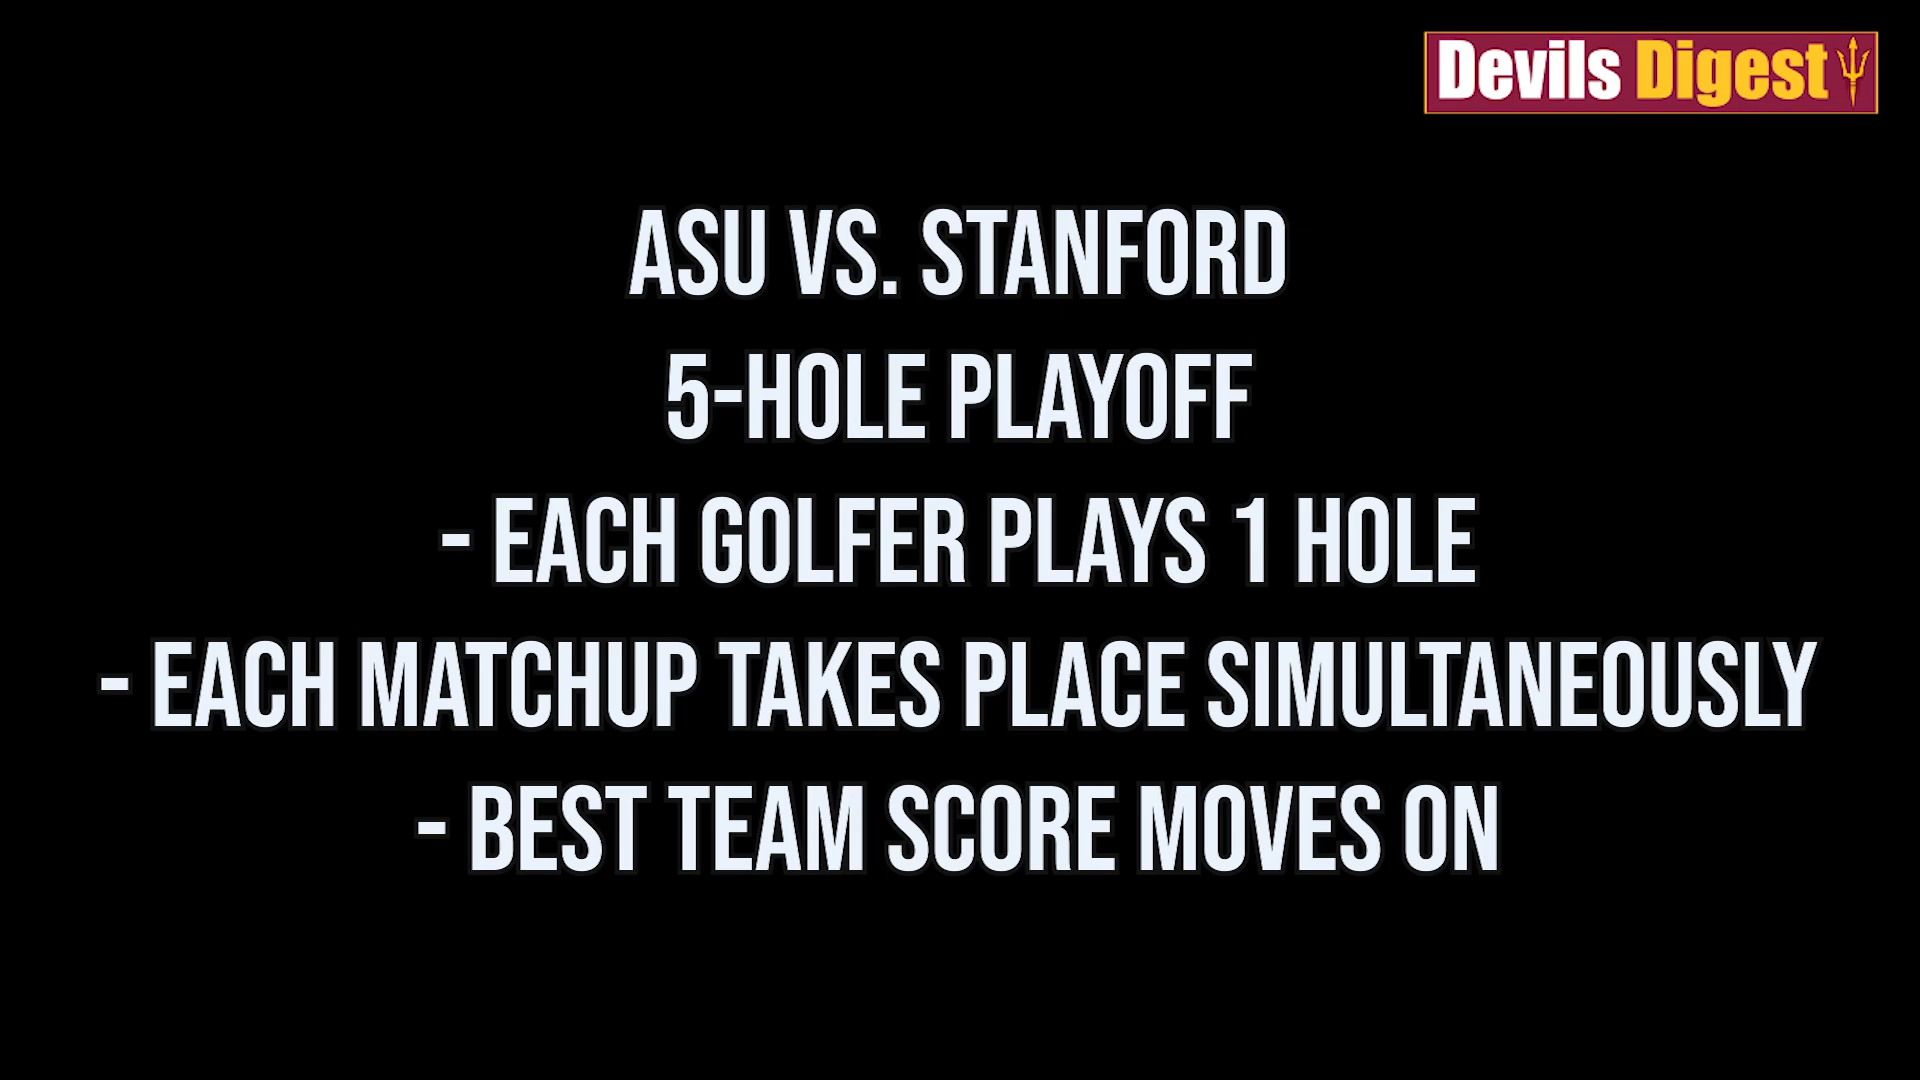 Devils Digest
ASU VS. STANFORD
5-HOLE PLAYOFF
- EACH GOLFER PLAYS 1 HOLE
- EACH MATCHUP TAKES PLACE SIMULTANEOUSLY
- BEST TEAM SCORE MOVES ON